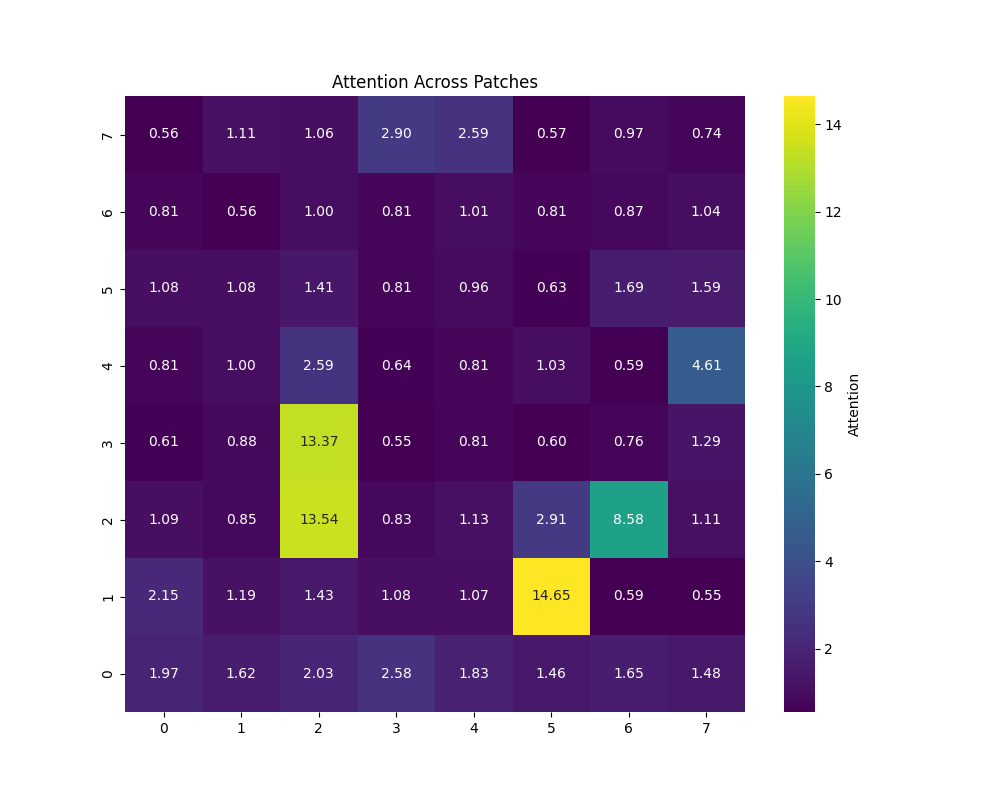 Attention Across Patches
7 0.56 1.11 1.06 2.90 2.59 0.57 0.97 0.74
6 0.81 0.56 1.00 0.81 1.01 0.81 0.87 1.04
5 1.08 1.08 1.41 0.81 0.96 0.63 1.69 1.59
4 0.81 1.00 2.59 0.64 0.81 1.03 0.59 4.61
3 0.61 0.88 13.37 0.55 0.81 0.60 0.76 1.29
2 1.09 0.85 13.54 0.83 1.13 2.91 8.58 1.11
1 2.15 1.19 1.43 1.08 1.07 14.65 0.59 0.55
0 1.97 1.62 2.03 2.58 1.83 1.46 1.65 1.48
0 1 2 3 4 5 6 7
14
12
10
8
6
4
2
Attention